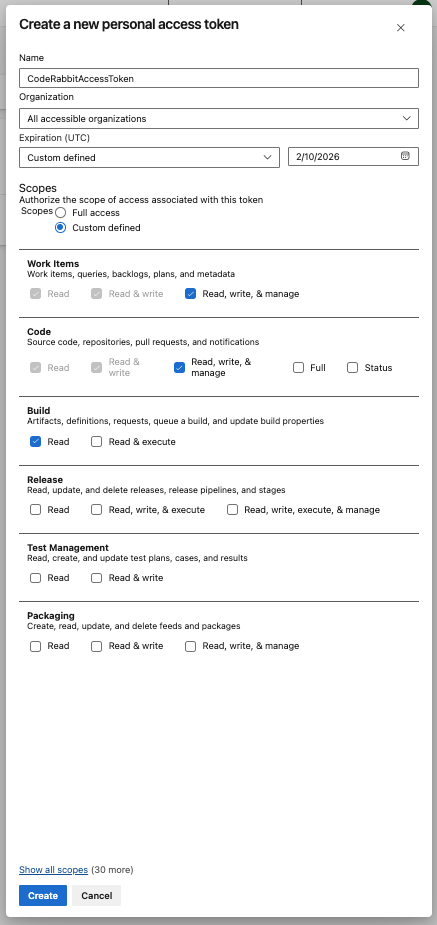 Create a new personal access token
Name
CodeRabbitAccessToken
Organization
All accessible organizations
Expiration (UTC)
Custom defined
2/10/2026
Scopes
Authorize the scope of access associated with this token
Scopes Full access
Custom defined
Work Items
Work items, queries, backlogs, plans, and metadata
Read Read & write Read, write, & manage
Code
Source code, repositories, pull requests, and notifications
Read Read & write Read, write, & manage Full Status
Build
Artifacts, definitions, requests, queue a build, and update build properties
Read Read & execute
Release
Read, update, and delete releases, release pipelines, and stages
Read Read, write, & execute Read, write, execute, & manage
Test Management
Read, create, and update test plans, cases, and results
Read Read & write
Packaging
Create, read, update, and delete feeds and packages
Read Read & write Read, write, & manage
Show all scopes (30 more)
Create Cancel